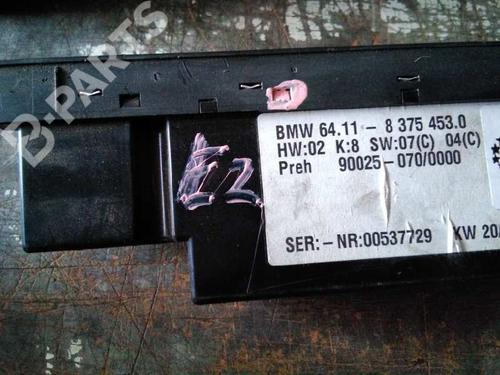 B-PARTS
BMW 64.11 - 8 375 453.0
HW:02 K:8 SW:07(C) 04(C)
Preh 90025-070/0000
SER:-NR:00537729 KW 20